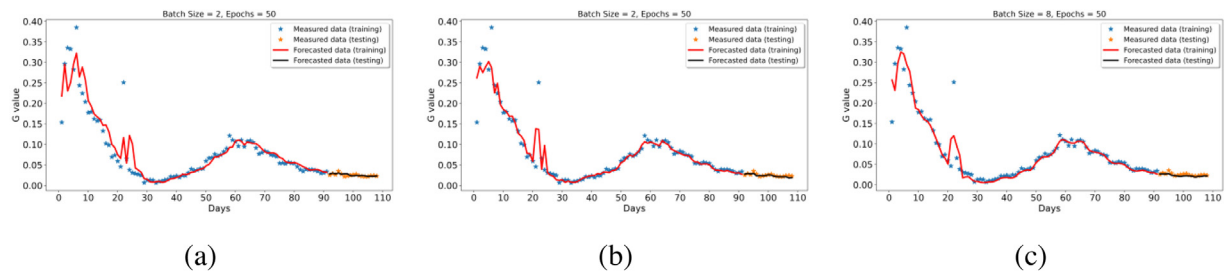 Batch Size = 2, Epochs = 50
0.40
0.35
0.30
0.25
0.20
0.15
0.10
0.05
0.00
G value
0 10 20 30 40 50 60 70 80 90 100 110
Days
Measured data (training)
Measured data (testing)
Forecasted data (training)
Forecasted data (testing)
(a)
Batch Size = 2, Epochs = 50
0.40
0.35
0.30
0.25
0.20
0.15
0.10
0.05
0.00
G value
0 10 20 30 40 50 60 70 80 90 100 110
Days
Measured data (training)
Measured data (testing)
Forecasted data (training)
Forecasted data (testing)
(b)
Batch Size = 8, Epochs = 50
0.40
0.35
0.30
0.25
0.20
0.15
0.10
0.05
0.00
G value
0 10 20 30 40 50 60 70 80 90 100 110
Days
Measured data (training)
Measured data (testing)
Forecasted data (training)
Forecasted data (testing)
(c)